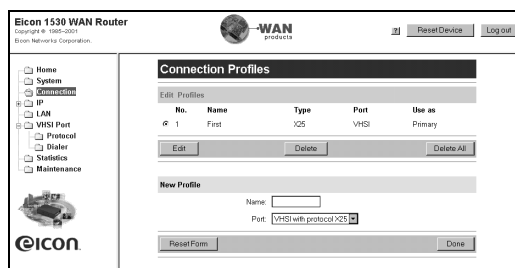 Eicon 1530 WAN Router
Copyright © 1985-2001
Eicon Networks Corporation.
WAN
products
?
Reset Device
Log out
Home
System
Connection
IP
LAN
VHSI Port
Protocol
Dialer
Statistics
Maintenance
eicon
Connection Profiles
Edit Profiles
No. Name Type Port Use as
1 First X25 VHSI Primary
Edit Delete Delete All
New Profile
Name:
Port: VHSI with protocol X25
Reset Form Done